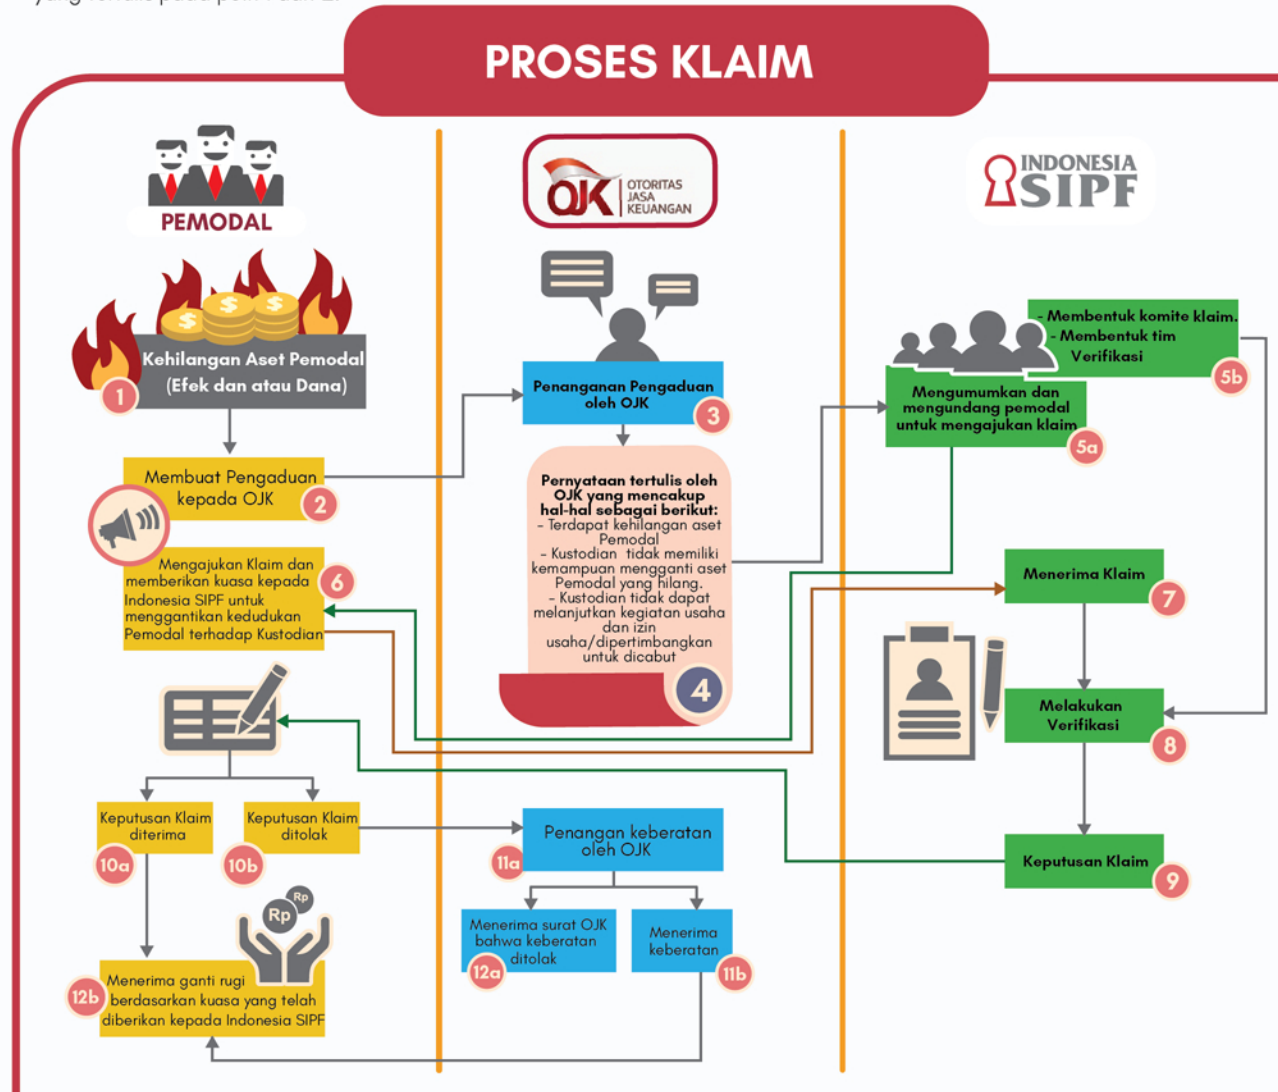 PROSES KLAIM
PEMODAL
OJK
OTORITAS
JASA
KEUANGAN
INDONESIA
SIPF
Kehilangan Aset Pemodal
(Efek dan atau Dana)
1
Membuat Pengaduan
kepada OJK
2
Penanganan Pengaduan
oleh OJK
3
Pernyataan tertulis oleh
OJK yang mencakup
hal-hal sebagai berikut:
- Terdapat kehilangan aset
Pemodal
- Kustodian tidak memiliki
kemampuan mengganti aset
Pemodal yang hilang.
- Kustodian tidak dapat
melanjutkan kegiatan usaha
dan izin
usaha/dipertimbangkan
untuk dicabut
4
- Membentuk komite klaim.
- Membentuk tim
Verifikasi
5b
Mengumumkan dan
mengundang pemodal
untuk mengajukan klaim
5a
Mengajukan Klaim dan
memberikan kuasa kepada
Indonesia SIPF untuk
menggantikan kedudukan
Pemodal terhadap Kustodian
6
Menerima Klaim
7
Melakukan
Verifikasi
8
Keputusan Klaim
9
Keputusan Klaim
diterima
10a
Keputusan Klaim
ditolak
10b
Penangan keberatan
oleh OJK
11a
Menerima surat OJK
bahwa keberatan
ditolak
12a
Menerima
keberatan
11b
Rp
Rp
Menerima ganti rugi
berdasarkan kuasa yang telah
diberikan kepada Indonesia SIPF
12b